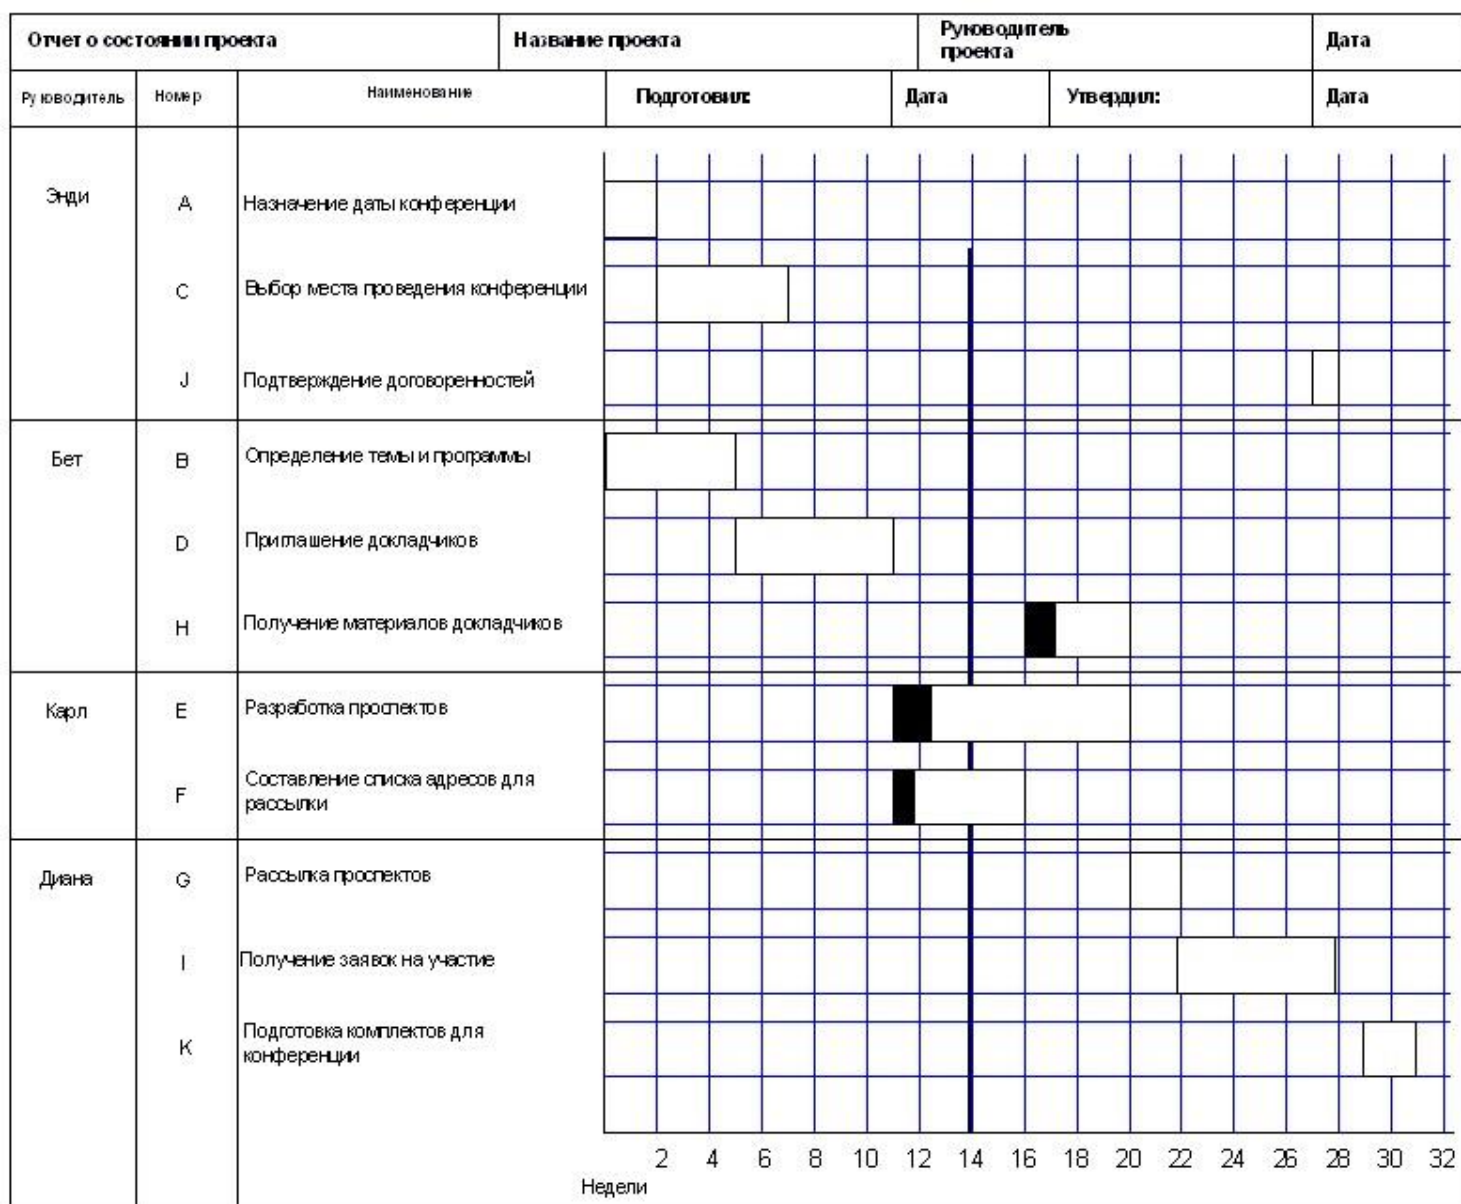 Отчет о состоянии проекта
Название проекта
Руководитель
проекта
Дата
Руководитель
Номер
Наименование
Подготовил:
Дата
Утвердил:
Дата
Энди
A
Назначение даты конференции
C
Выбор места проведения конференции
J
Подтверждение договоренностей
Бет
B
Определение темы и программы
D
Приглашение докладчиков
H
Получение материалов докладчиков
Карл
E
Разработка проспектов
F
Составление списка адресов для
рассылки
Диана
G
Рассылка проспектов
I
Получение заявок на участие
K
Подготовка комплектов для
конференции
2 4 6 8 10 12 14 16 18 20 22 24 26 28 30 32
Недели